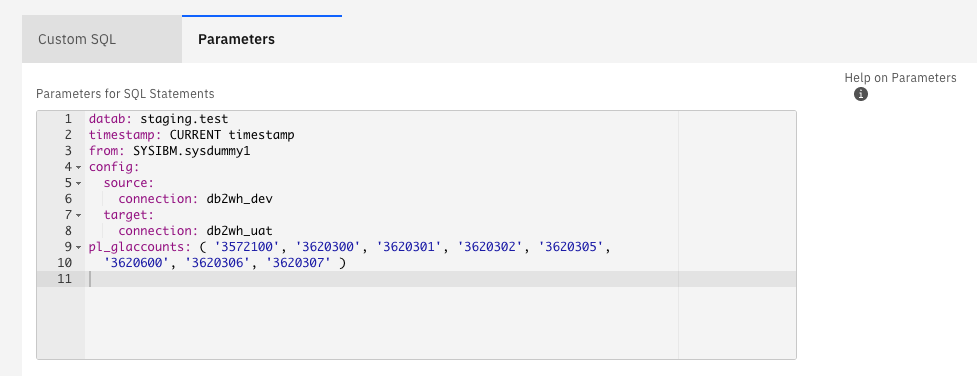 Custom SQL
Parameters
Help on Parameters
Parameters for SQL Statements
1 datab: staging.test
2 timestamp: CURRENT timestamp
3 from: SYSIBM.sysdummy1
4 config:
5 source:
6 connection: db2wh_dev
7 target:
8 connection: db2wh_uat
9 pl_glaccounts: ( '3572100', '3620300', '3620301', '3620302', '3620305',
10 '3620600', '3620306', '3620307' )
11